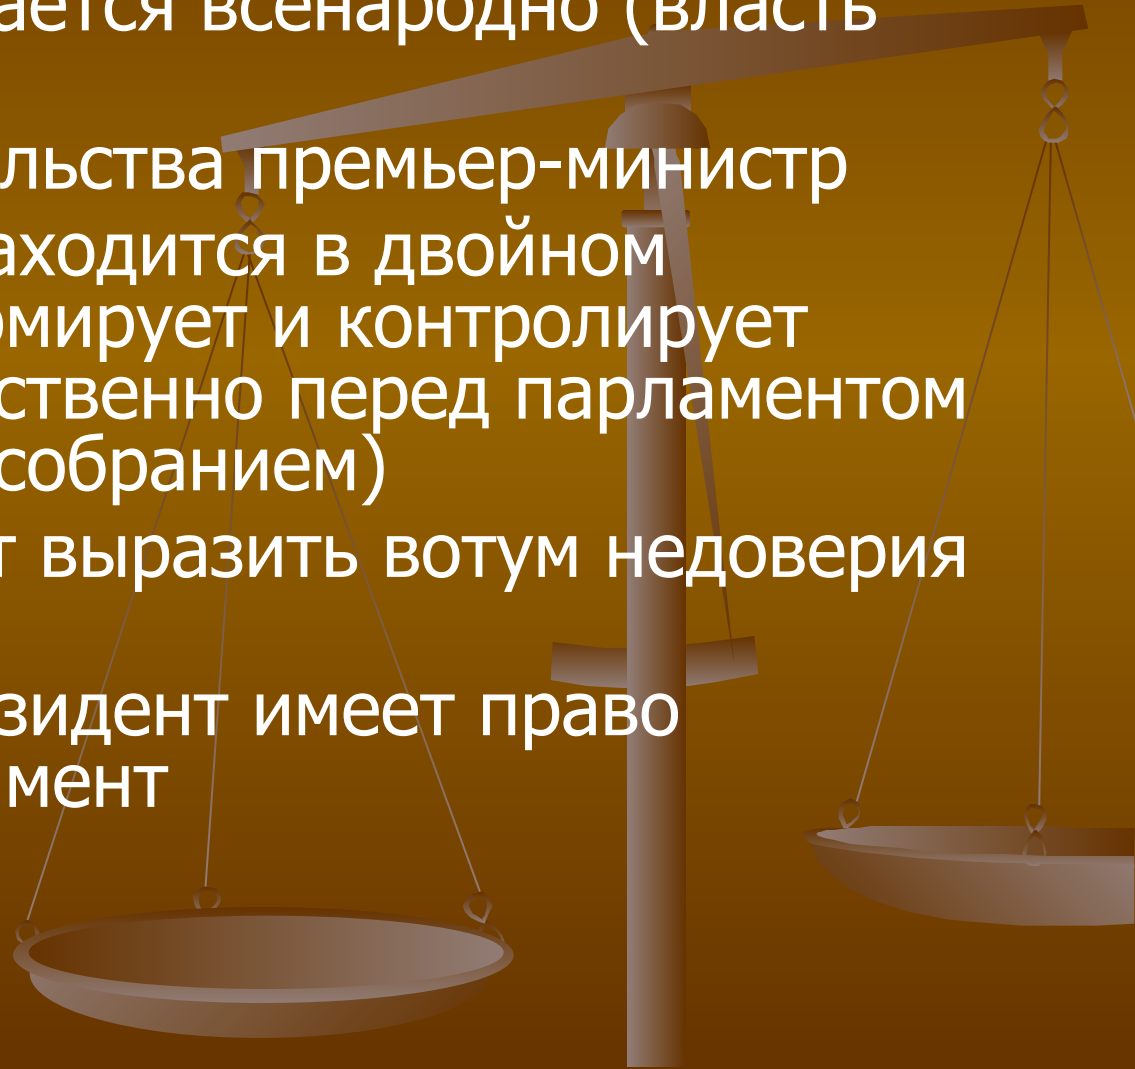 ается всенародно (власть
льства премьер-министр
аходится в двойном
омирует и контролирует
ственно перед парламентом
собранием)
т выразить вотум недоверия
зидент имеет право
мент